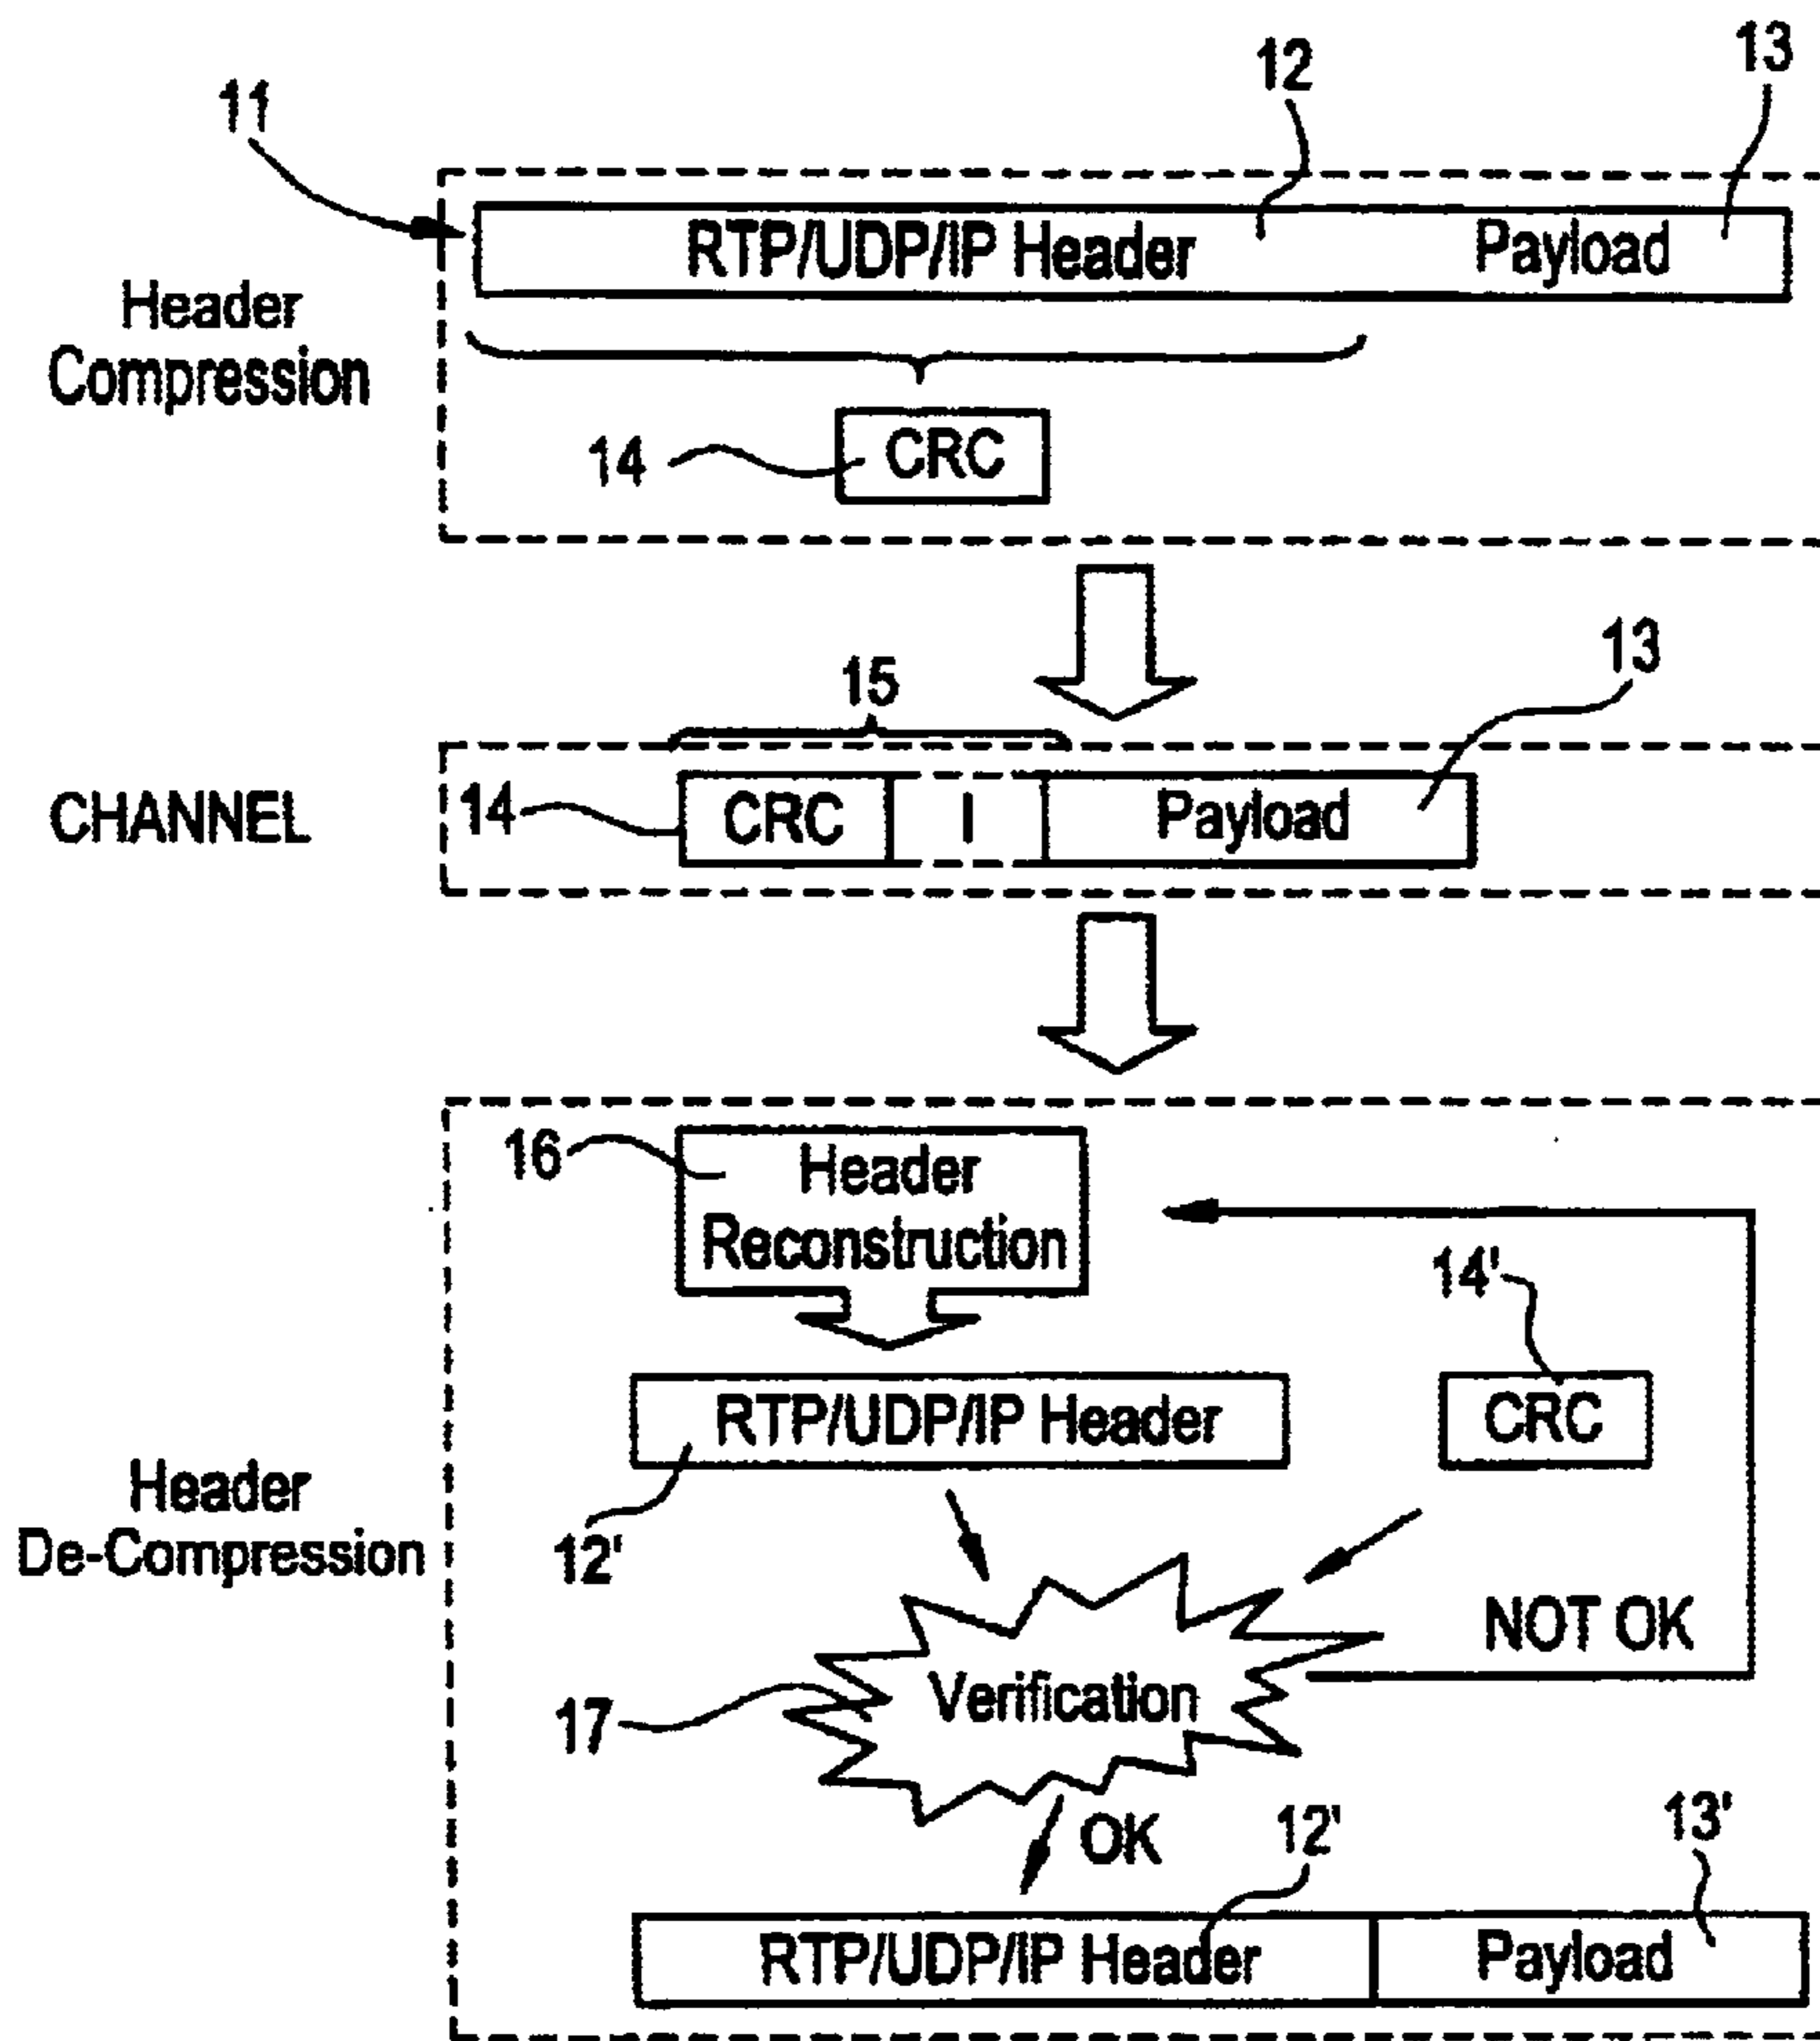 11
12
13
RTP/UDP/IP Header
Payload
Header
Compression
14
CRC
15
13
CHANNEL
14
CRC
I
Payload
16
Header
Reconstruction
14'
RTP/UDP/IP Header
CRC
Header
De-Compression
12'
NOT OK
Verification
17
OK
12'
13'
RTP/UDP/IP Header
Payload